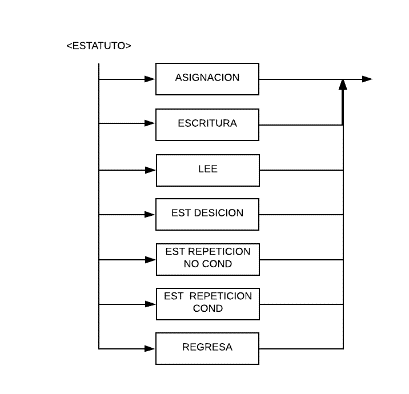 <ESTATUTO>
ASIGNACION
ESCRITURA
LEE
EST DESICION
EST REPETICION
NO COND
EST REPETICION
COND
REGRESA